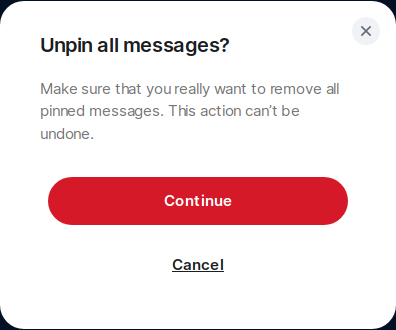 Unpin all messages?
Make sure that you really want to remove all
pinned messages. This action can’t be
undone.
Continue
Cancel